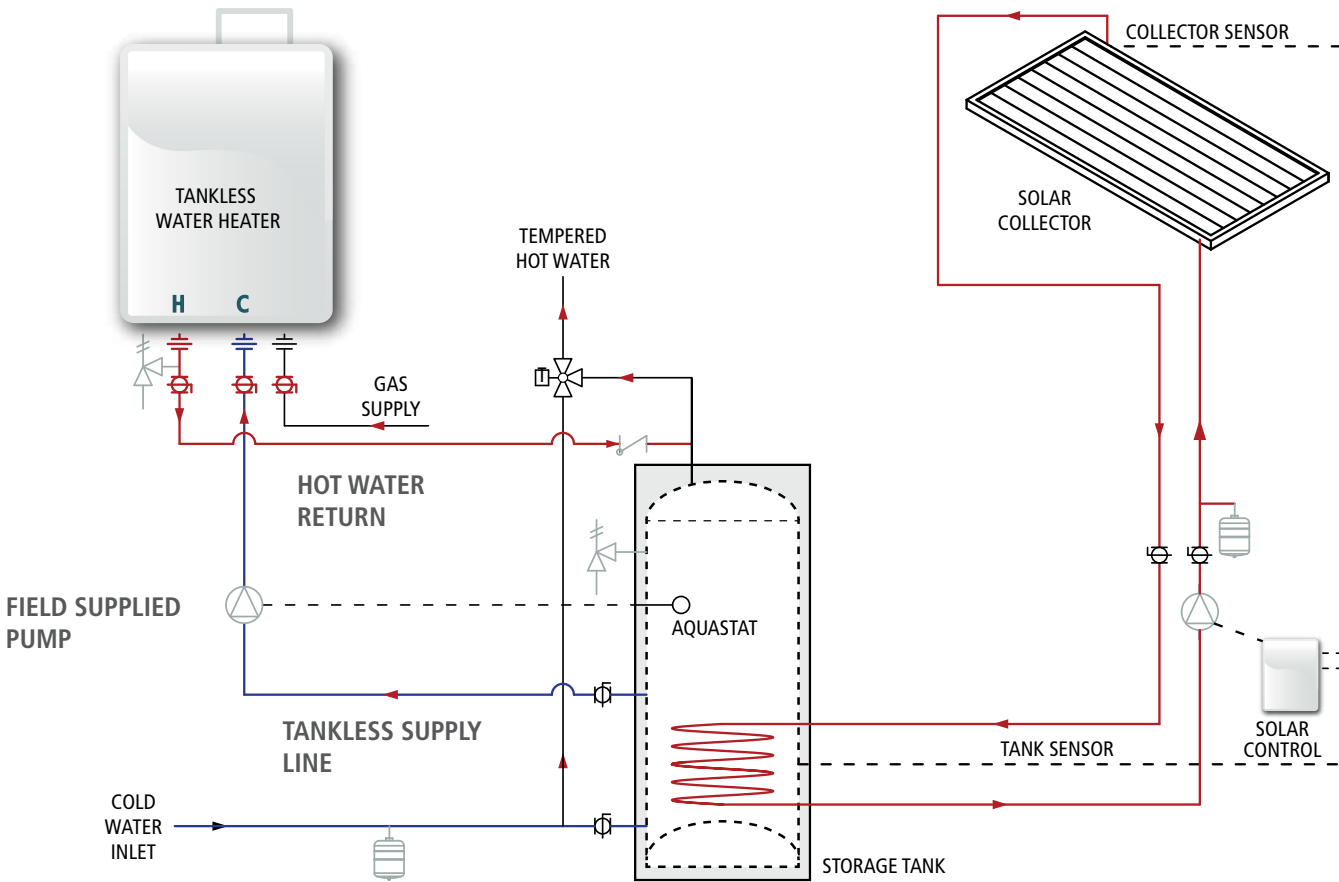 COLLECTOR SENSOR
TANKLESS
WATER HEATER
SOLAR
COLLECTOR
TEMPERED
HOT WATER
H C
GAS
SUPPLY
HOT WATER
RETURN
FIELD SUPPLIED
PUMP
AQUASTAT
TANKLESS SUPPLY
LINE
SOLAR
CONTROL
TANK SENSOR
COLD
WATER
INLET
STORAGE TANK